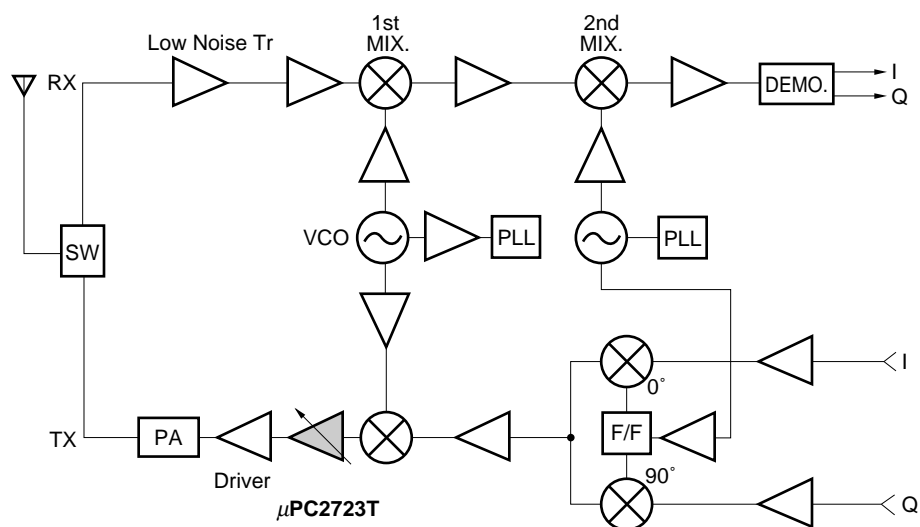 1st
MIX.
2nd
MIX.
Low Noise Tr
RX
DEMO.
I
Q
VCO
PLL
PLL
SW
I
0˚
F/F
TX
PA
Driver
90˚
Q
µPC2723T